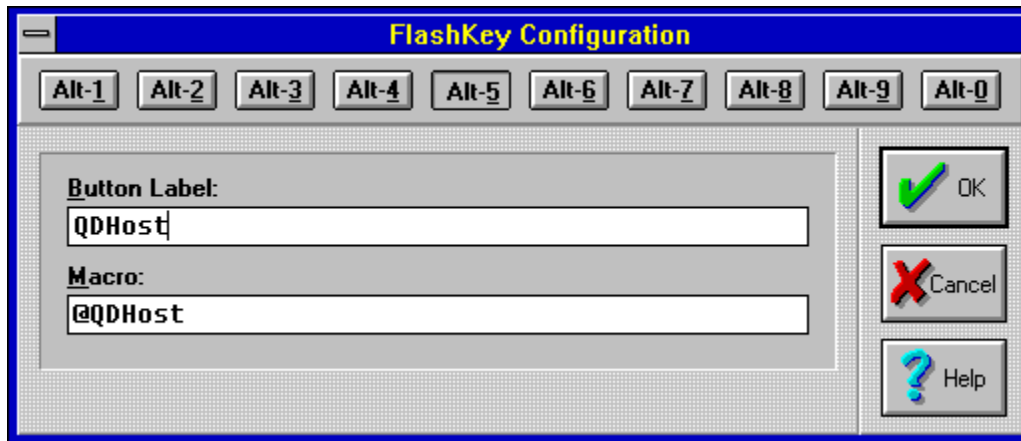 FlashKey Configuration
Alt-1 Alt-2 Alt-3 Alt-4 Alt-5 Alt-6 Alt-7 Alt-8 Alt-9 Alt-0
Button Label:
QDHost
Macro:
@QDHost
OK
Cancel
Help